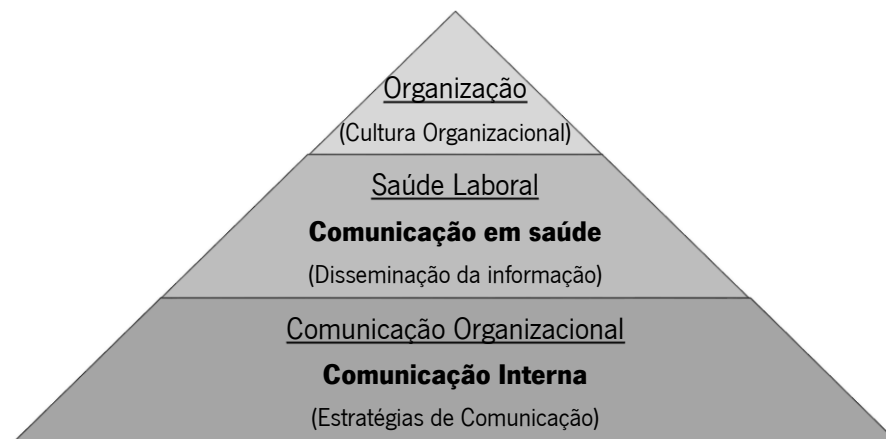 Organização
(Cultura Organizacional)
Saúde Laboral
Comunicação em saúde
(Disseminação da informação)
Comunicação Organizacional
Comunicação Interna
(Estratégias de Comunicação)